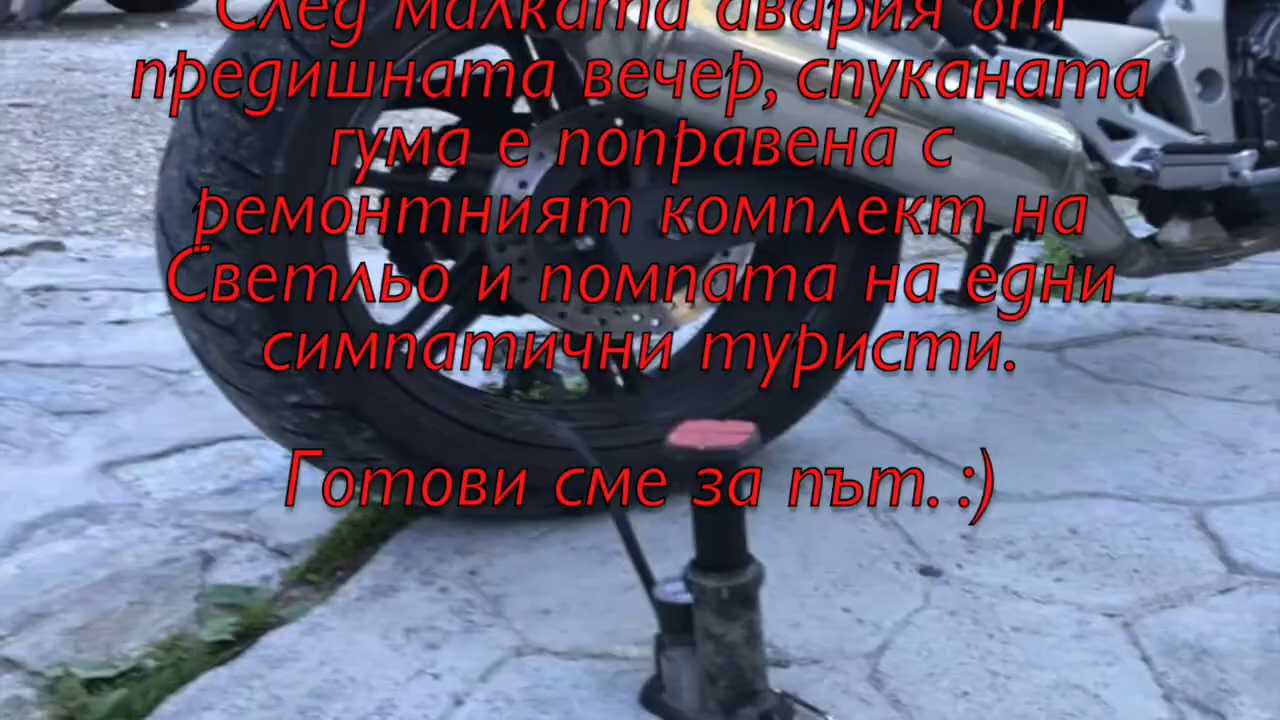 След малката авария от
предишната вечер, спуканата
гума е поправена с
ремонтният комплект на
Светльо и помпата на едни
симпатични туристи.
Готови сме за път. :)